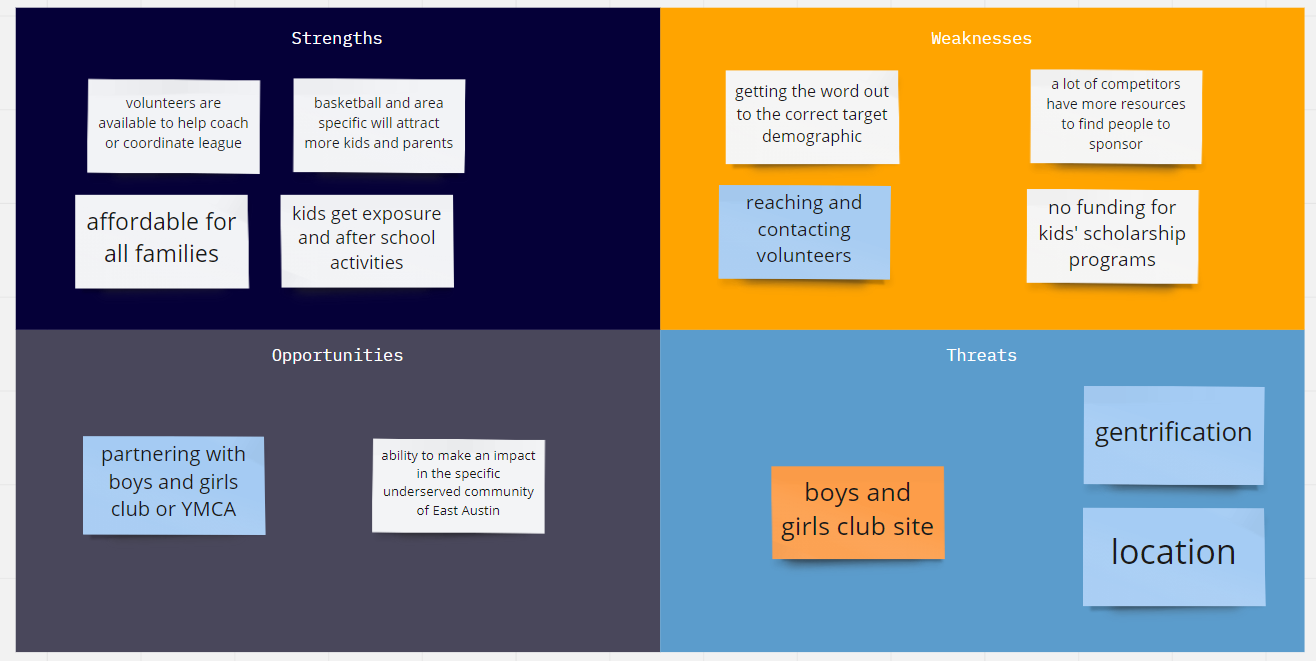 Strengths
volunteers are
available to help coach
or coordinate league
basketball and area
specific will attract
more kids and parents
affordable for
all families
kids get exposure
and after school
activities
Weaknesses
getting the word out
to the correct target
demographic
a lot of competitors
have more resources
to find people to
sponsor
reaching and
contacting
volunteers
no funding for
kids' scholarship
programs
Opportunities
partnering with
boys and girls
club or YMCA
ability to make an impact
in the specific
underserved community
of East Austin
Threats
gentrification
boys and
girls club site
location